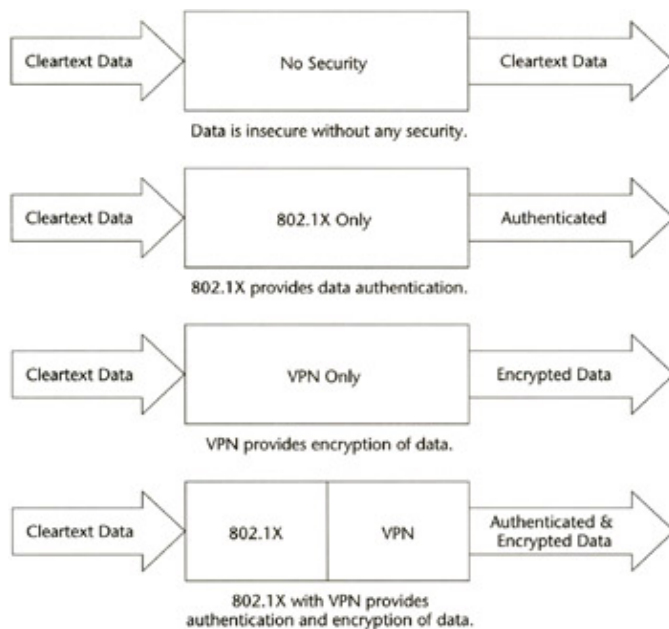 Cleartext Data
No Security
Cleartext Data
Data is insecure without any security.
Cleartext Data
802.1X Only
Authenticated
802.1X provides data authentication.
Cleartext Data
VPN Only
Encrypted Data
VPN provides encryption of data.
Cleartext Data
802.1X
VPN
Authenticated &
Encrypted Data
802.1X with VPN provides
authentication and encryption of data.